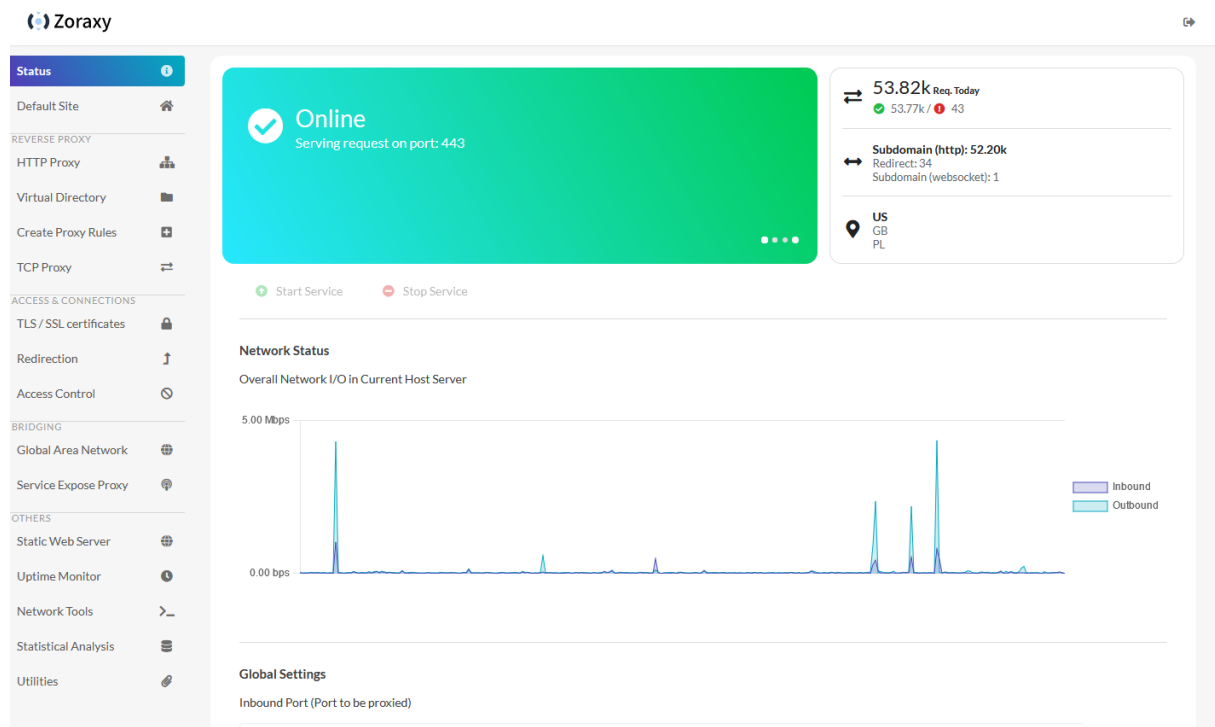 Zoraxy
Status
Default Site
REVERSE PROXY
HTTP Proxy
Virtual Directory
Create Proxy Rules
TCP Proxy
ACCESS & CONNECTIONS
TLS / SSL certificates
Redirection
Access Control
BRIDGING
Global Area Network
Service Expose Proxy
OTHERS
Static Web Server
Uptime Monitor
Network Tools
Statistical Analysis
Utilities
Online
Serving request on port: 443
53.82k Req. Today
53.77k / 43
Subdomain (http): 52.20k
Redirect: 34
Subdomain (websocket): 1
US
GB
PL
Start Service
Stop Service
Network Status
Overall Network I/O in Current Host Server
5.00 Mbps
0.00 bps
Inbound
Outbound
Global Settings
Inbound Port (Port to be proxied)